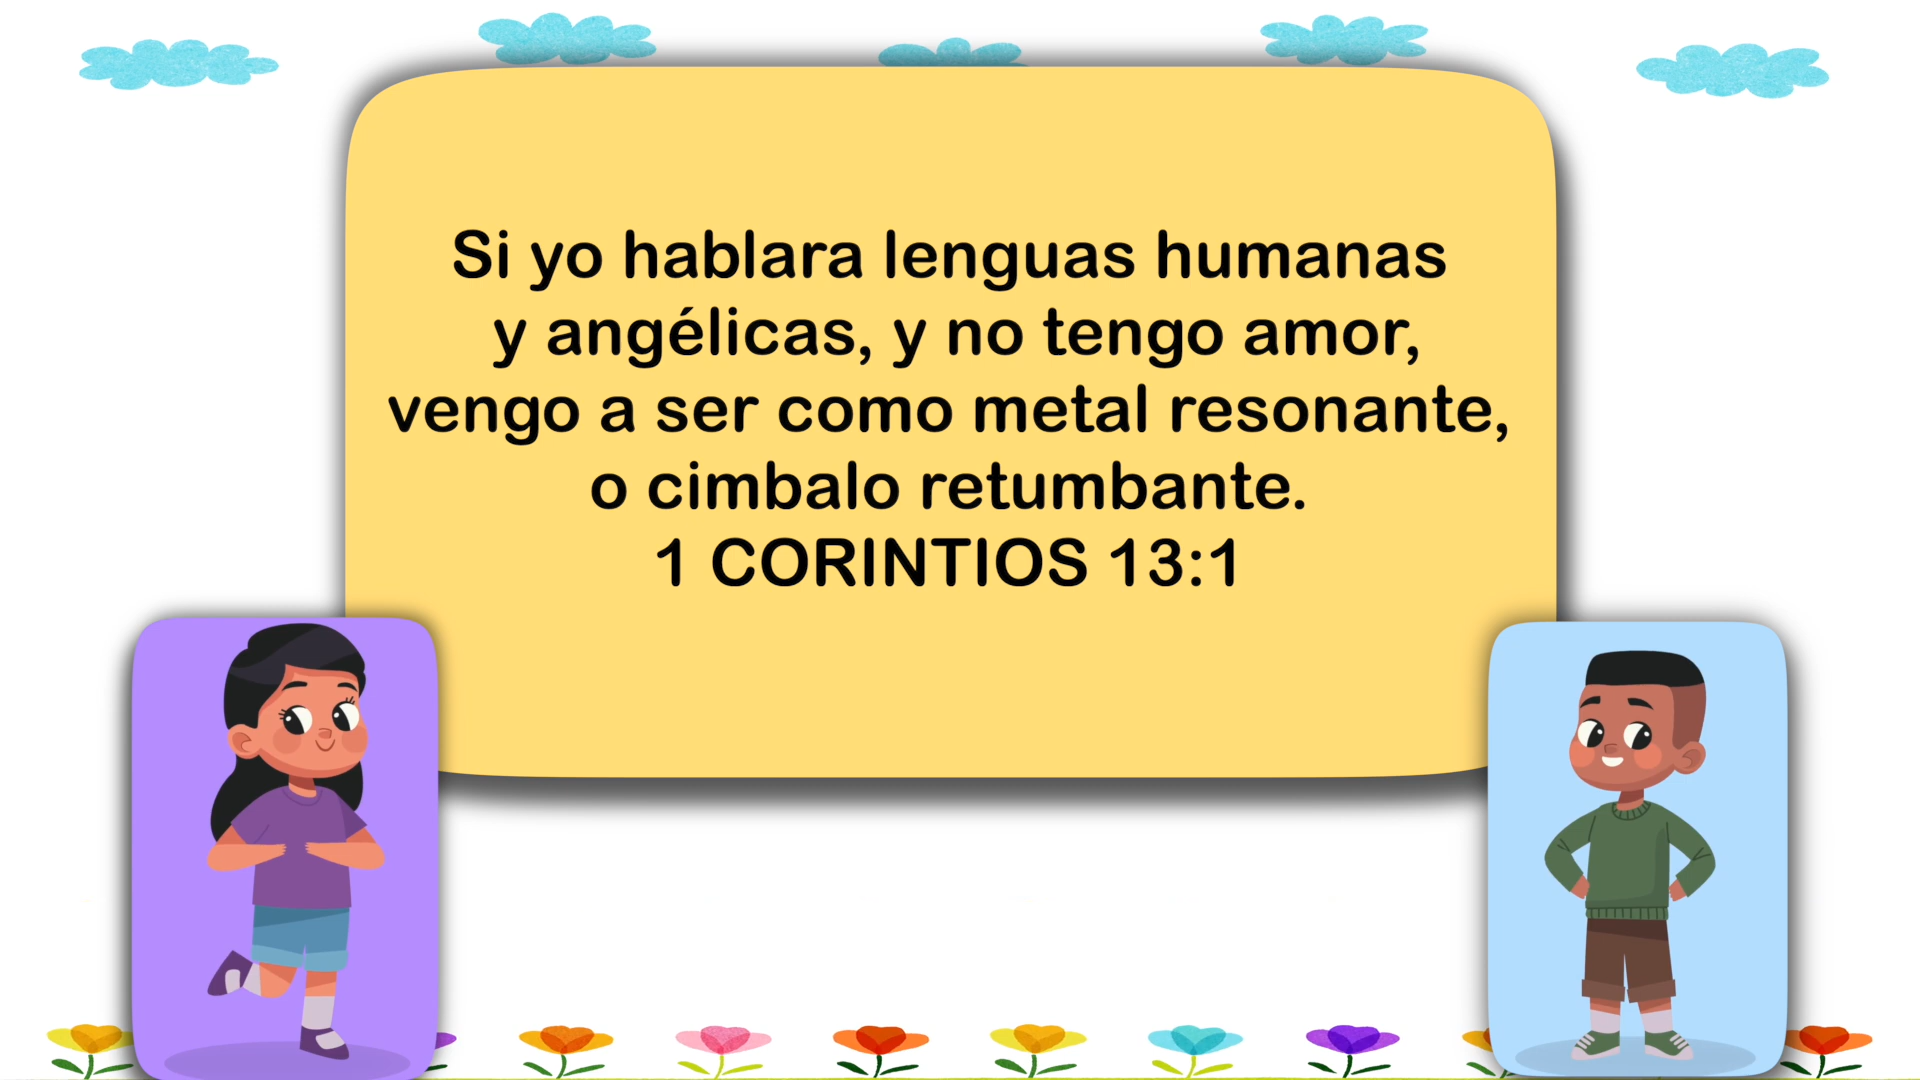 Si yo hablara lenguas humanas
y angélicas, y no tengo amor,
vengo a ser como metal resonante,
o cimbalo retumbante.
1 CORINTIOS 13:1